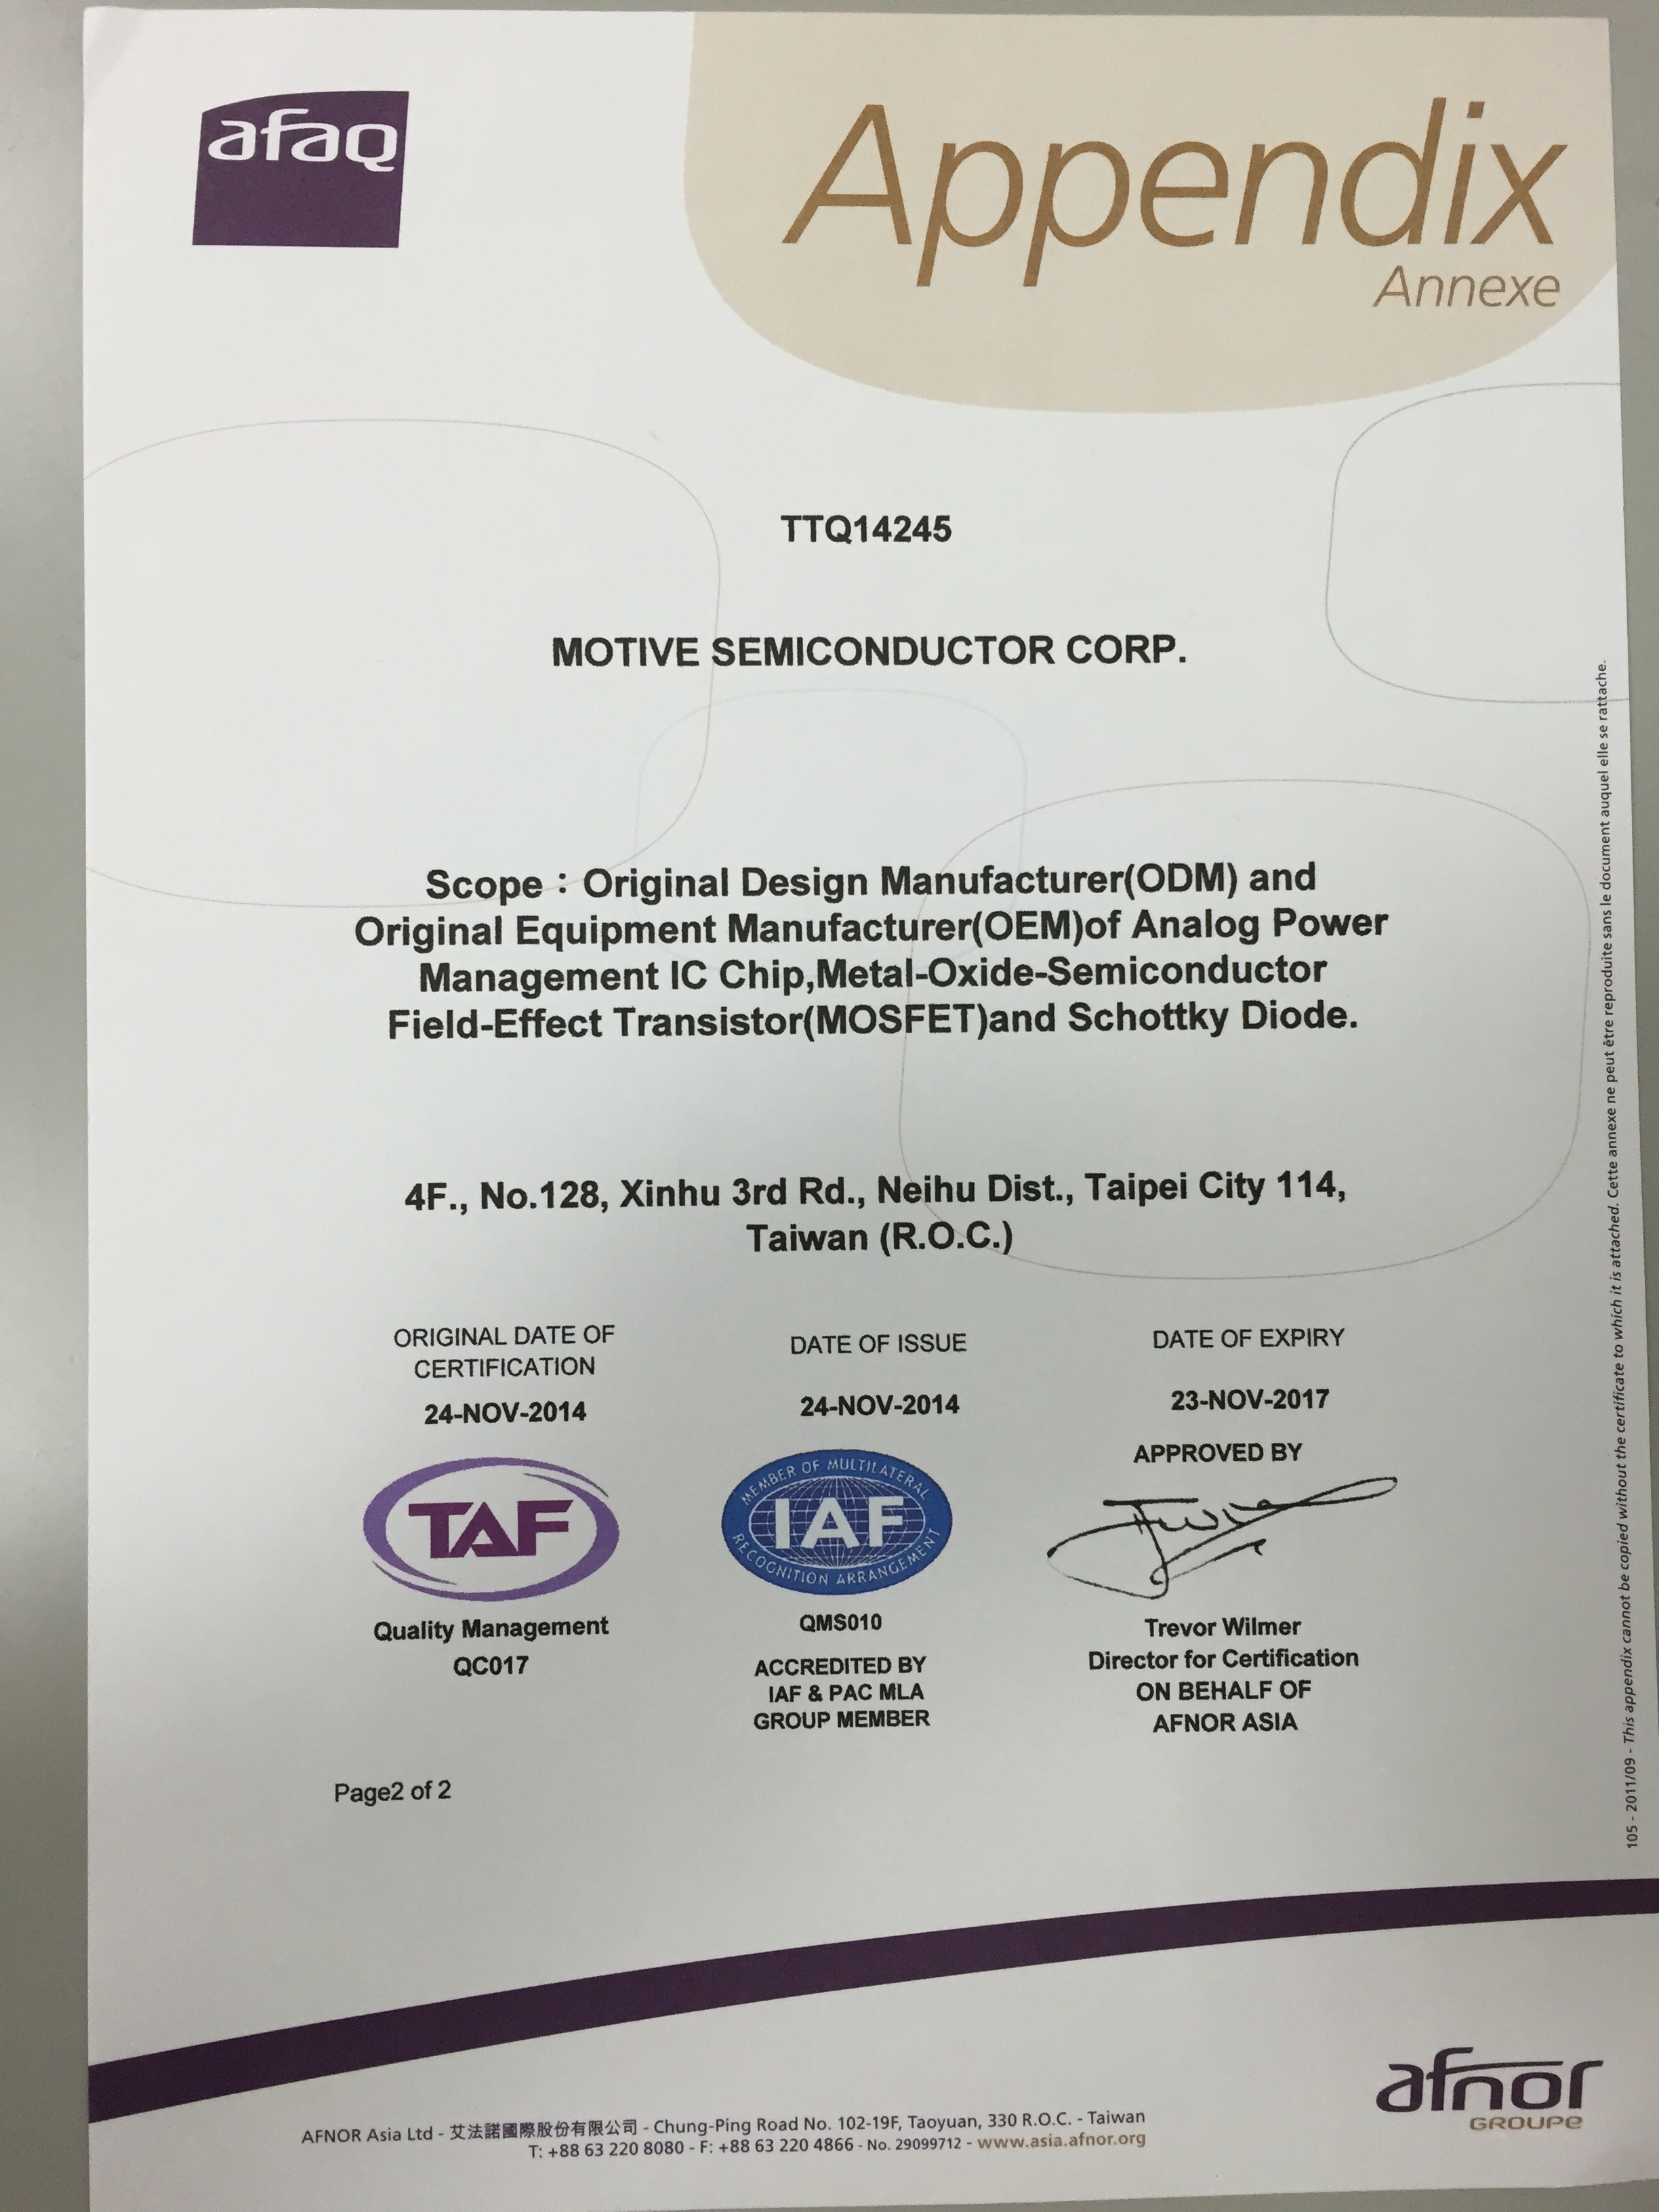 afaq
Appendix
Annexe
TTQ14245
MOTIVE SEMICONDUCTOR CORP.
Scope：Original Design Manufacturer(ODM) and
Original Equipment Manufacturer(OEM)of Analog Power
Management IC Chip,Metal-Oxide-Semiconductor
Field-Effect Transistor(MOSFET)and Schottky Diode.
4F., No.128, Xinhu 3rd Rd., Neihu Dist., Taipei City 114,
Taiwan (R.O.C.)
ORIGINAL DATE OF
CERTIFICATION
24-NOV-2014
DATE OF ISSUE
24-NOV-2014
DATE OF EXPIRY
23-NOV-2017
APPROVED BY
TAF
Quality Management
QC017
MEMBER OF MULTILATERAL
IAF
RECOGNITION ARRANGEMENT
QMS010
ACCREDITED BY
IAF & PAC MLA
GROUP MEMBER
Trevor Wilmer
Director for Certification
ON BEHALF OF
AFNOR ASIA
Page2 of 2
105 - 2011/09 - This appendix cannot be copied without the certificate to which it is attached. Cette annexe ne peut être reproduite sans le document auquel elle se rattache.
AFNOR Asia Ltd - 艾法諾國際股份有限公司 - Chung-Ping Road No. 102-19F, Taoyuan, 330 R.O.C. - Taiwan
T: +88 63 220 8080 - F: +88 63 220 4866 - No. 29099712 - www.asia.afnor.org
afnor
GROUPE